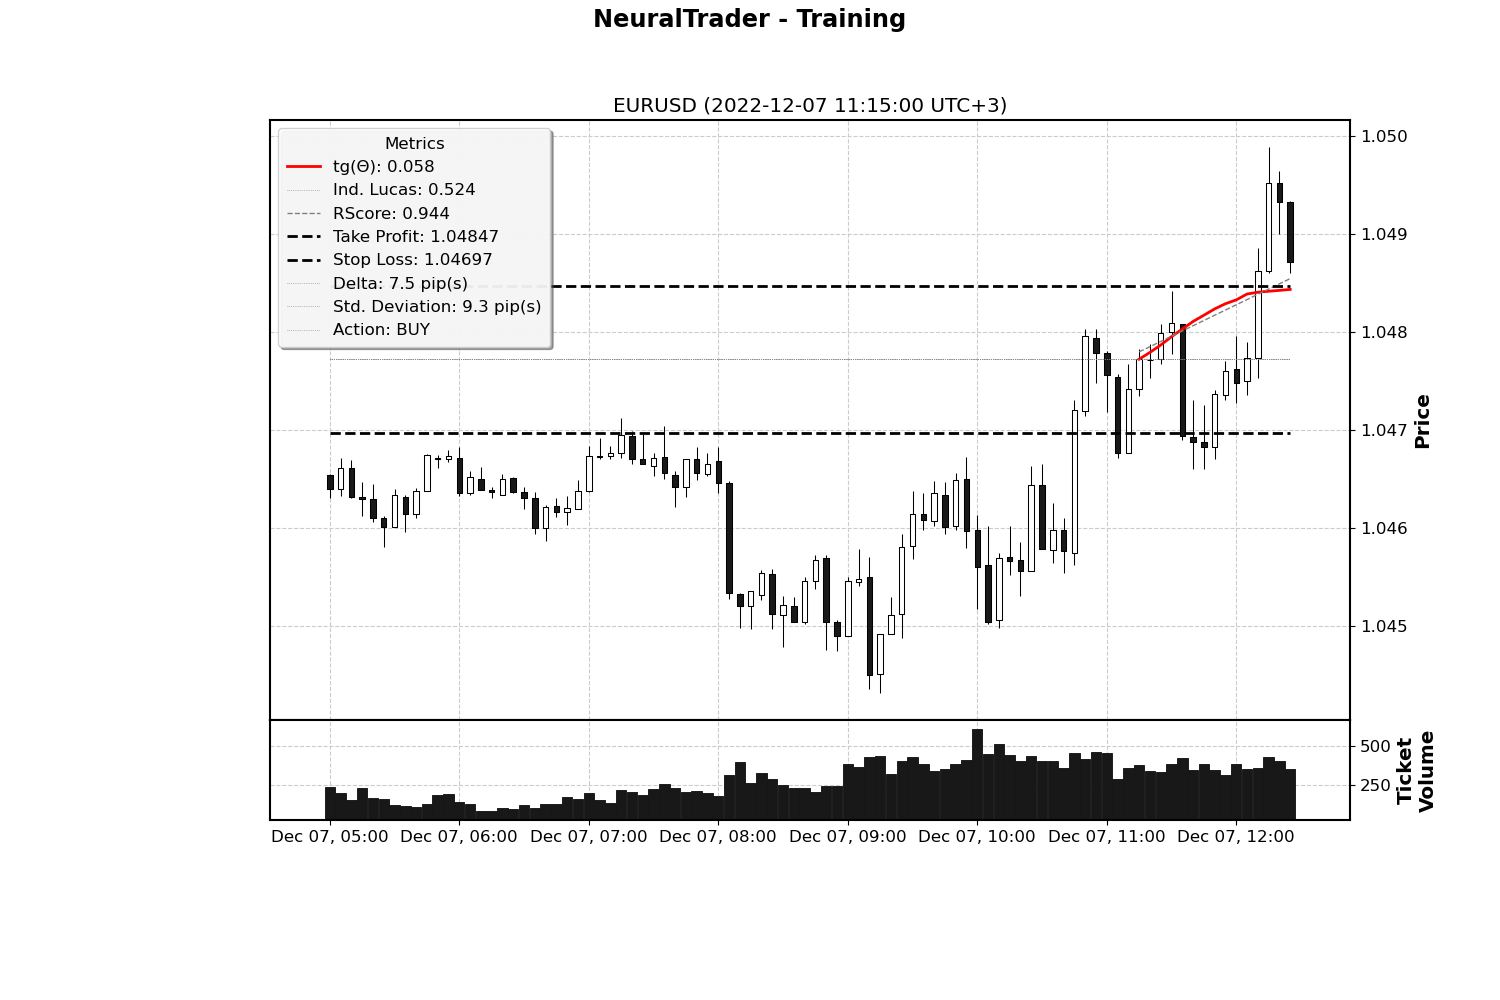 NeuralTrader - Training
EURUSD (2022-12-07 11:15:00 UTC+3)
Metrics
tg(Θ): 0.058
Ind. Lucas: 0.524
RScore: 0.944
Take Profit: 1.04847
Stop Loss: 1.04697
Delta: 7.5 pip(s)
Std. Deviation: 9.3 pip(s)
Action: BUY
1.050
1.049
1.048
1.047
1.046
1.045
Price
500
250
Ticket
Volume
Dec 07, 05:00 Dec 07, 06:00 Dec 07, 07:00 Dec 07, 08:00 Dec 07, 09:00 Dec 07, 10:00 Dec 07, 11:00 Dec 07, 12:00